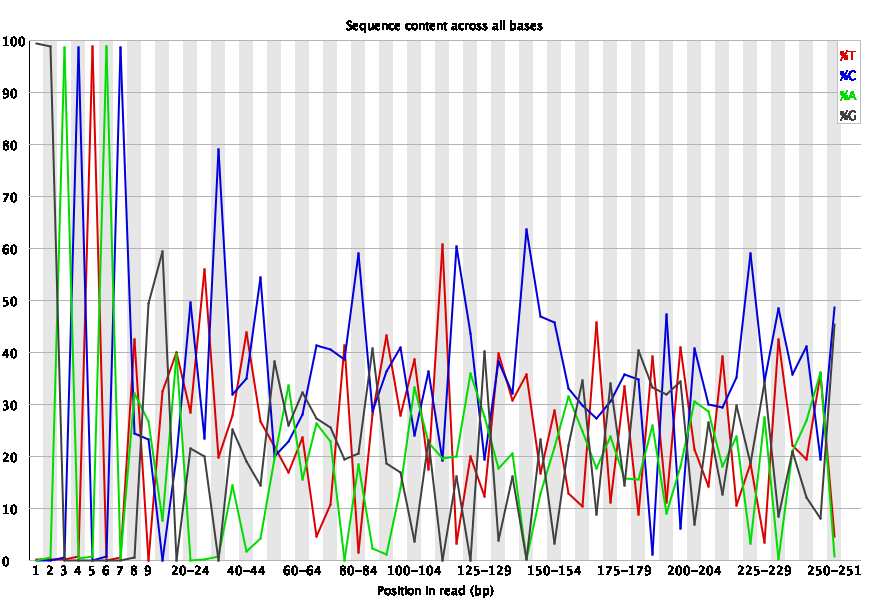 Sequence content across all bases
%T
%C
%A
%G
100
90
80
70
60
50
40
30
20
10
0
1 2 3 4 5 6 7 8 9 20-24 40-44 60-64 80-84 100-104 125-129 150-154 175-179 200-204 225-229 250-251
Position in read (bp)